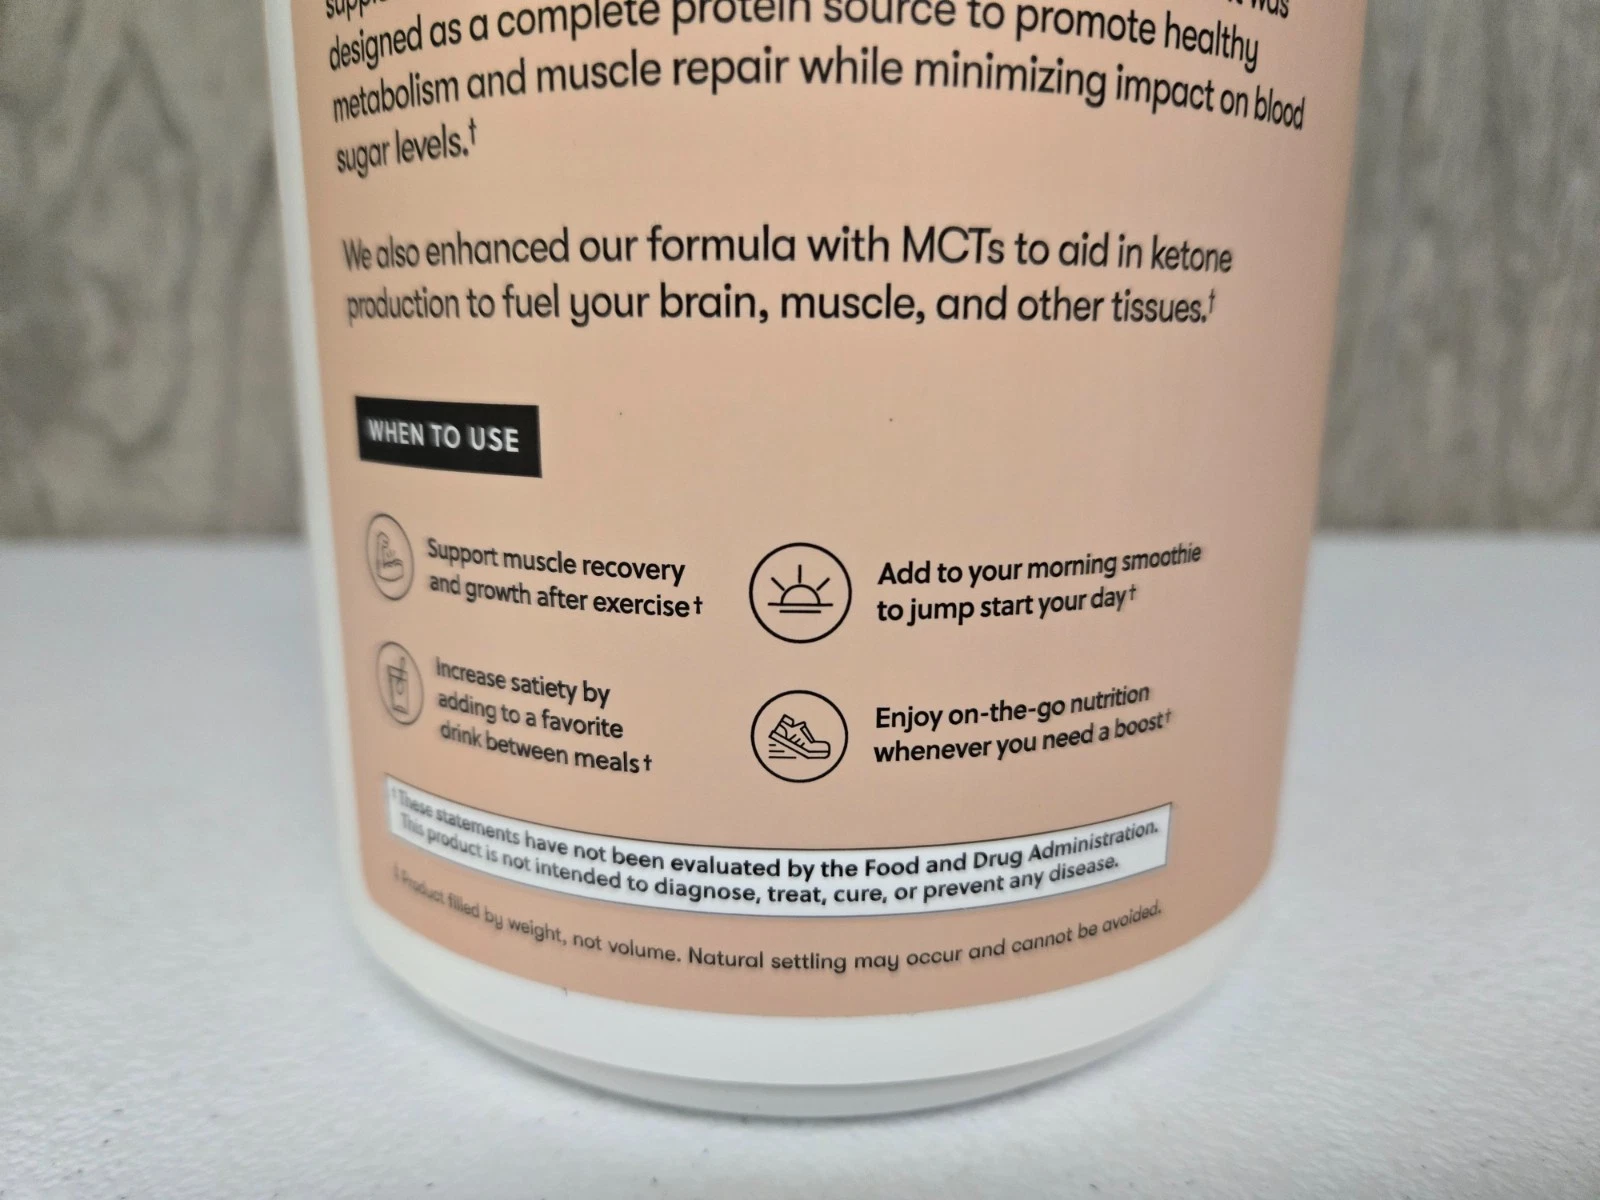 designed as a complete protein source to promote healthy
metabolism and muscle repair while minimizing impact on blood
sugar levels.†
We also enhanced our formula with MCTs to aid in ketone
production to fuel your brain, muscle, and other tissues.†
WHEN TO USE
Support muscle recovery
and growth after exercise†
Add to your morning smoothie
to jump start your day†
Increase satiety by
adding to a favorite
drink between meals†
Enjoy on-the-go nutrition
whenever you need a boost†
†These statements have not been evaluated by the Food and Drug Administration.
This product is not intended to diagnose, treat, cure, or prevent any disease.
‡ Product filled by weight, not volume. Natural settling may occur and cannot be avoided.